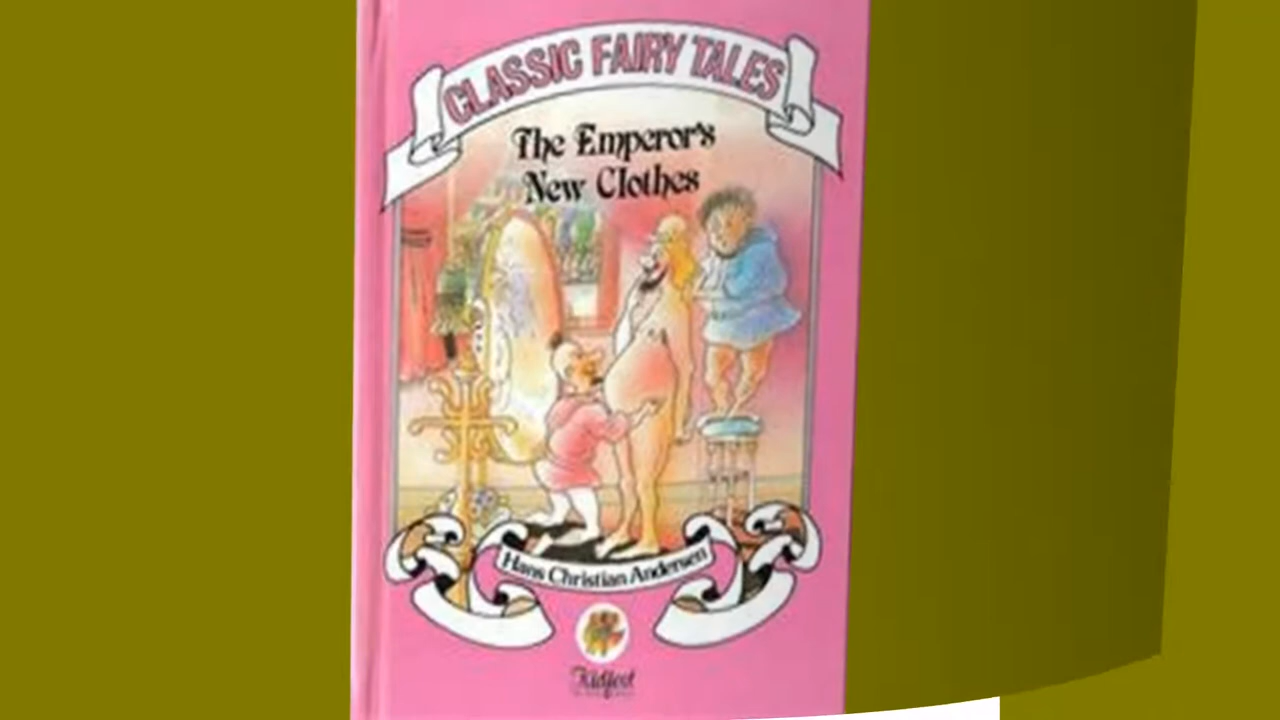 CLASSIC FAIRY TALES
The Emperor's
New Clothes
Hans Christian Andersen
Kidfest